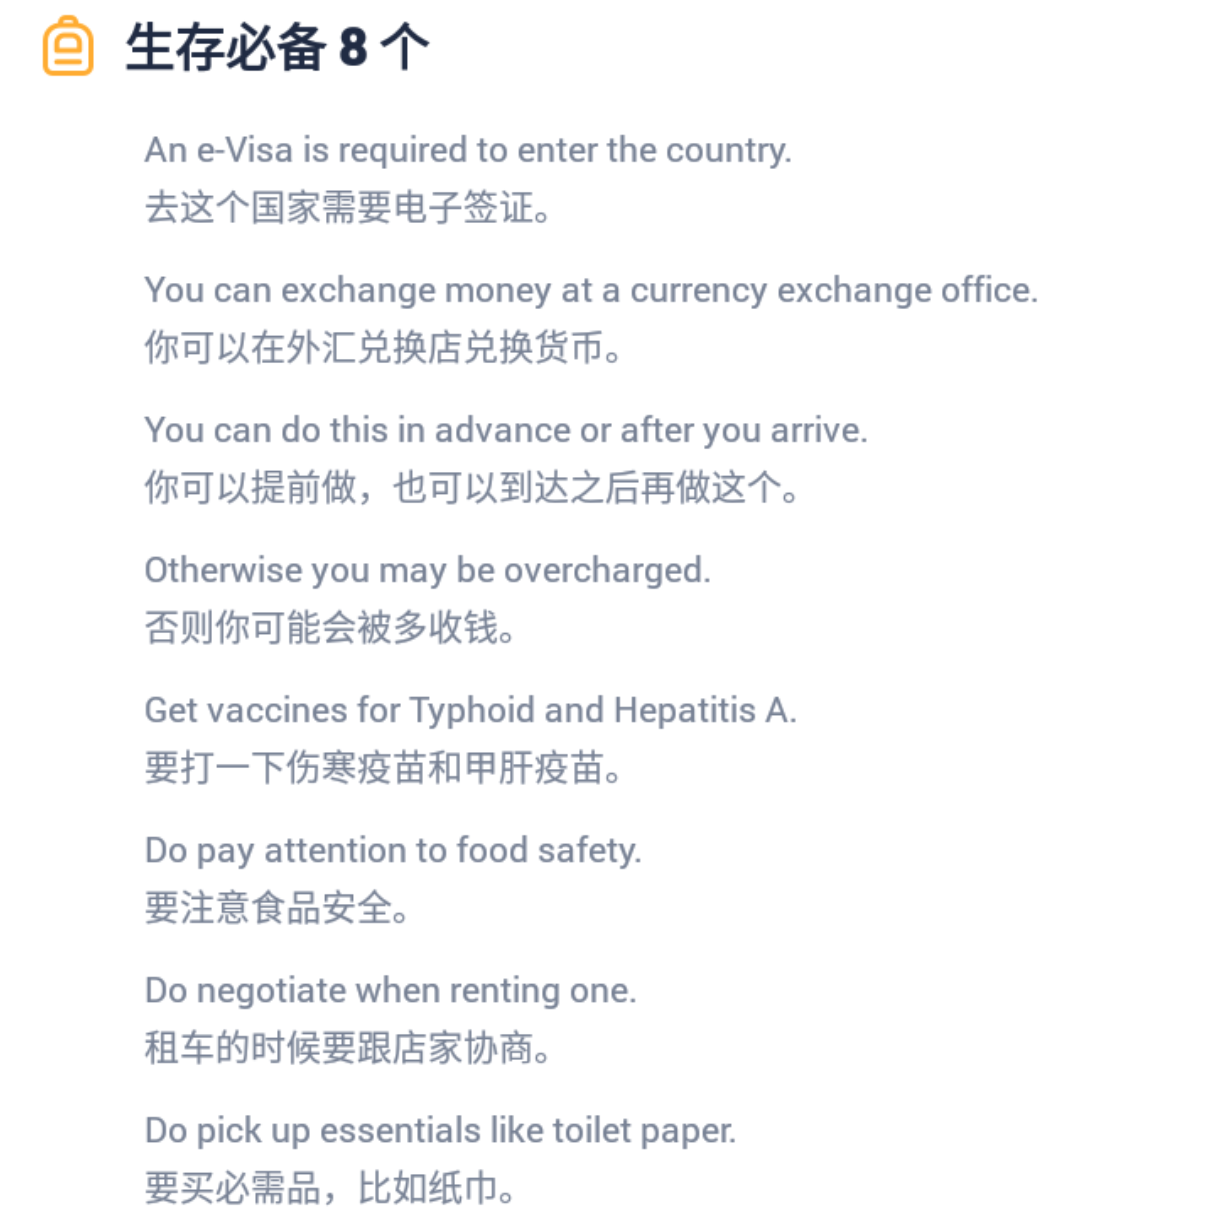 生存必备 8 个
An e-Visa is required to enter the country.
去这个国家需要电子签证。
You can exchange money at a currency exchange office.
你可以在外汇兑换店兑换货币。
You can do this in advance or after you arrive.
你可以提前做，也可以到达之后再做这个。
Otherwise you may be overcharged.
否则你可能会被多收钱。
Get vaccines for Typhoid and Hepatitis A.
要打一下伤寒疫苗和甲肝疫苗。
Do pay attention to food safety.
要注意食品安全。
Do negotiate when renting one.
租车的时候要跟店家协商。
Do pick up essentials like toilet paper.
要买必需品，比如纸巾。